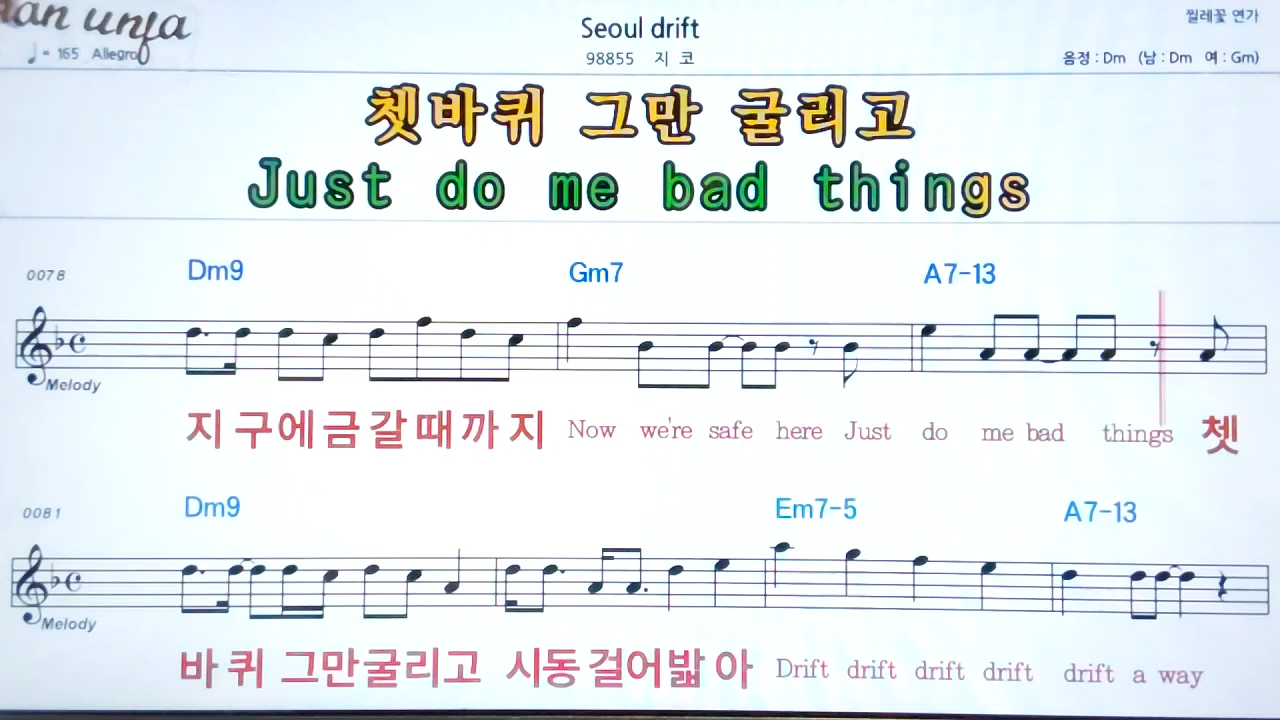 Seoul drift
찔레꽃 연가
♩= 165 Allegro
98855 지 코
음정 : Dm (남 : Dm 여 : Gm)
쳇바퀴 그만 굴리고
Just do me bad things
0078
Dm9 Gm7 A7-13
Melody
지 구에금갈때까 지 Now we're safe here Just do me bad things 쳇
0081
Dm9 Em7-5 A7-13
Melody
바 퀴 그만굴리고 시동걸어밟 아 Drift drift drift drift drift a way